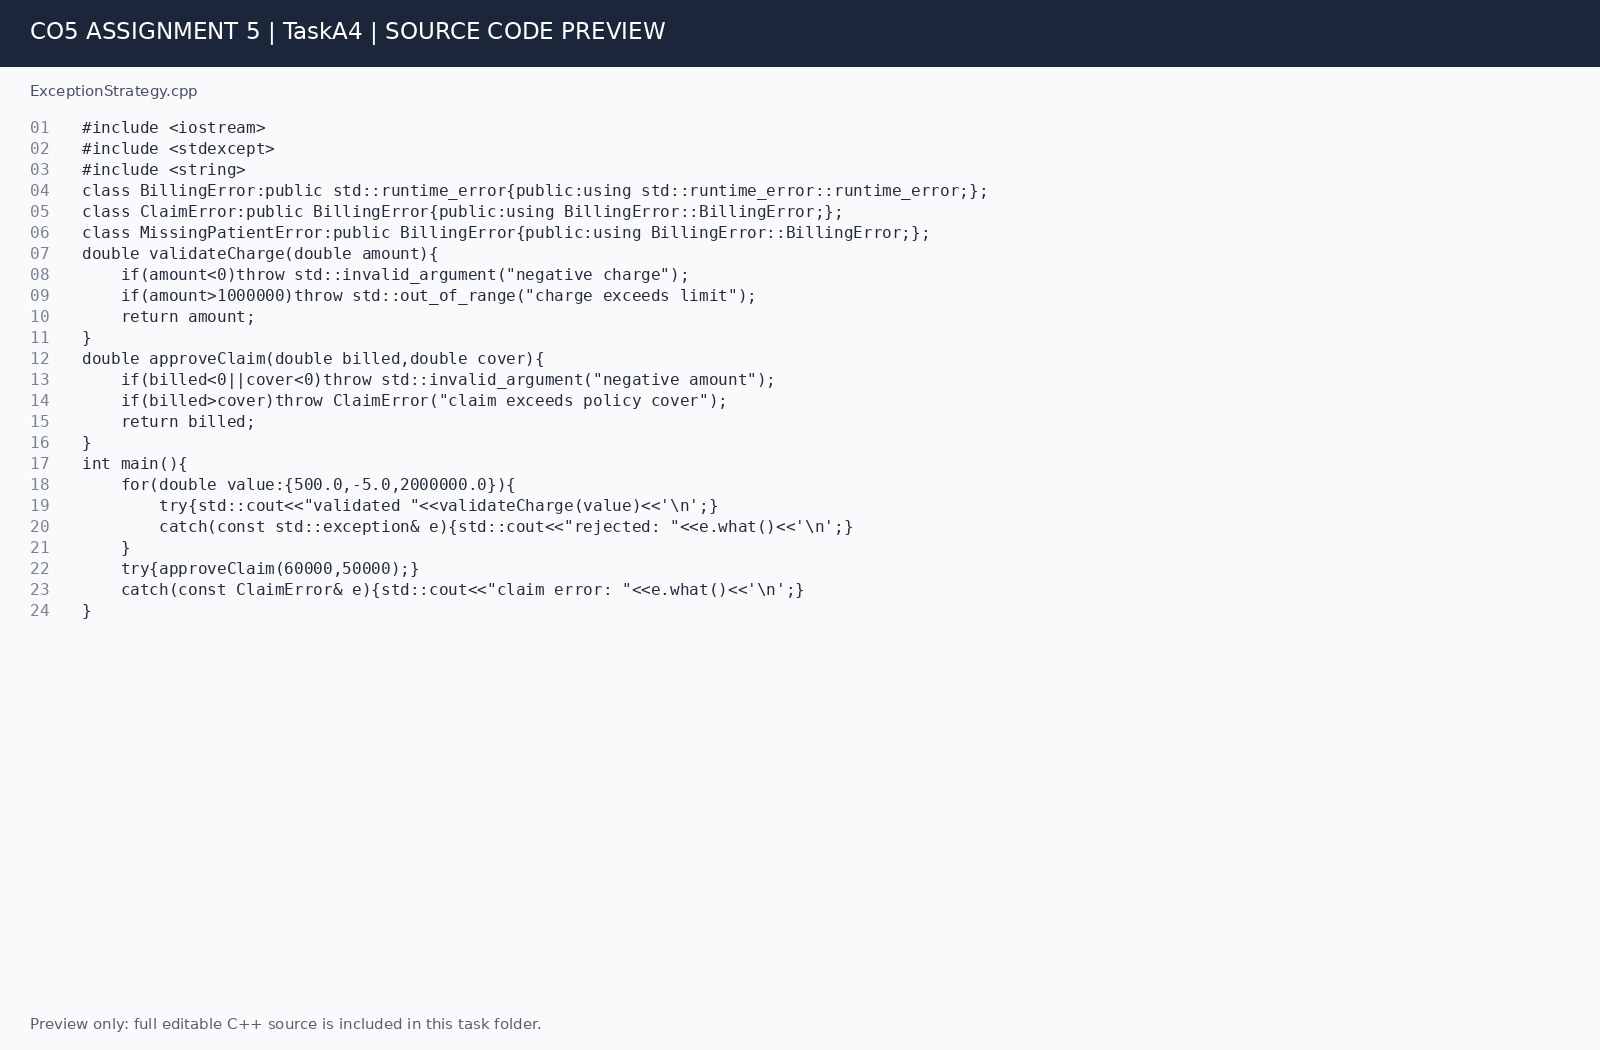 CO5 ASSIGNMENT 5 | TaskA4 | SOURCE CODE PREVIEW
ExceptionStrategy.cpp
01 #include <iostream>
02 #include <stdexcept>
03 #include <string>
04 class BillingError:public std::runtime_error{public:using std::runtime_error::runtime_error;};
05 class ClaimError:public BillingError{public:using BillingError::BillingError;};
06 class MissingPatientError:public BillingError{public:using BillingError::BillingError;};
07 double validateCharge(double amount){
08     if(amount<0)throw std::invalid_argument("negative charge");
09     if(amount>1000000)throw std::out_of_range("charge exceeds limit");
10     return amount;
11 }
12 double approveClaim(double billed,double cover){
13     if(billed<0||cover<0)throw std::invalid_argument("negative amount");
14     if(billed>cover)throw ClaimError("claim exceeds policy cover");
15     return billed;
16 }
17 int main(){
18     for(double value:{500.0,-5.0,2000000.0}){
19         try{std::cout<<"validated "<<validateCharge(value)<<'\n';}
20         catch(const std::exception& e){std::cout<<"rejected: "<<e.what()<<'\n';}
21     }
22     try{approveClaim(60000,50000);}
23     catch(const ClaimError& e){std::cout<<"claim error: "<<e.what()<<'\n';}
24 }
Preview only: full editable C++ source is included in this task folder.